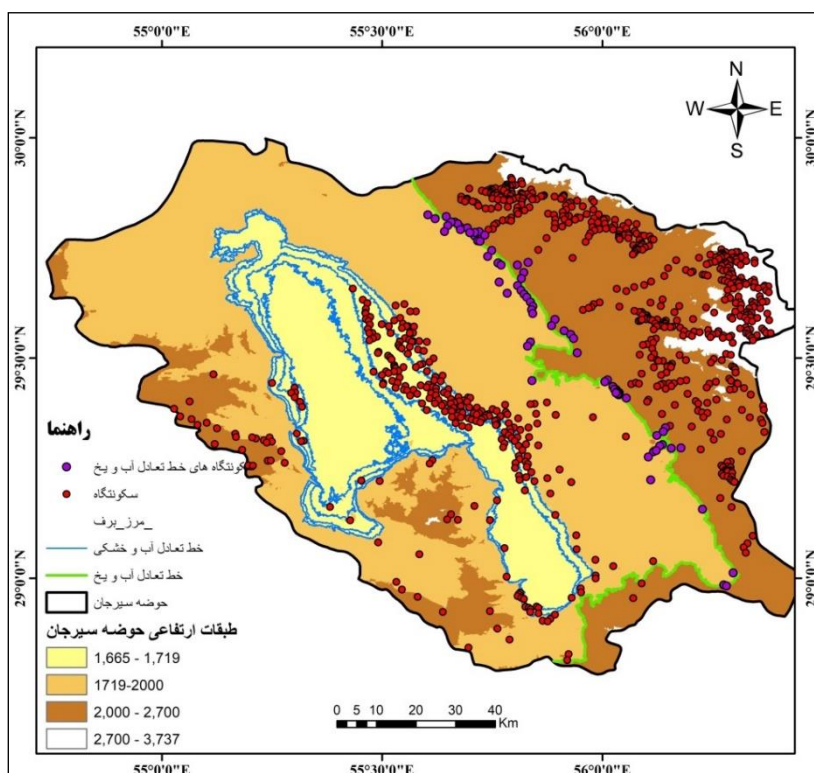 55°0'0"E 55°30'0"E 56°0'0"E
N
W E
S
30°0'0"N 30°0'0"N
29°30'0"N 29°30'0"N
29°0'0"N 29°0'0"N
راهنما
سکونتگاه های خط تعادل آب و یخ
سکونتگاه
_مرز_برف
خط تعادل آب و خشکی
خط تعادل آب و یخ
حوضه سیرجان
طبقات ارتفاعی حوضه سیرجان
1,665 - 1,719
1719-2000
2,000 - 2,700
2,700 - 3,737
0 5 10 20 30 40
Km
55°0'0"E 55°30'0"E 56°0'0"E